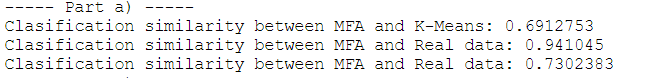 ----- Part a) -----
Clasification similarity between MFA and K-Means: 0.6912753
Clasification similarity between MFA and Real data: 0.941045
Clasification similarity between MFA and Real data: 0.7302383